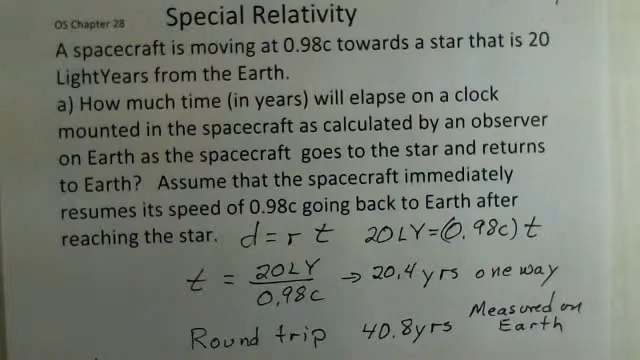 OS Chapter 28 Special Relativity
A spacecraft is moving at 0.98c towards a star that is 20
LightYears from the Earth.
a) How much time (in years) will elapse on a clock
mounted in the spacecraft as calculated by an observer
on Earth as the spacecraft goes to the star and returns
to Earth? Assume that the spacecraft immediately
resumes its speed of 0.98c going back to Earth after
reaching the star. d = r t 20LY=(0.98c)t
t = 20LY / 0.98c → 20.4 yrs one way
Round trip 40.8yrs Measured on
Earth